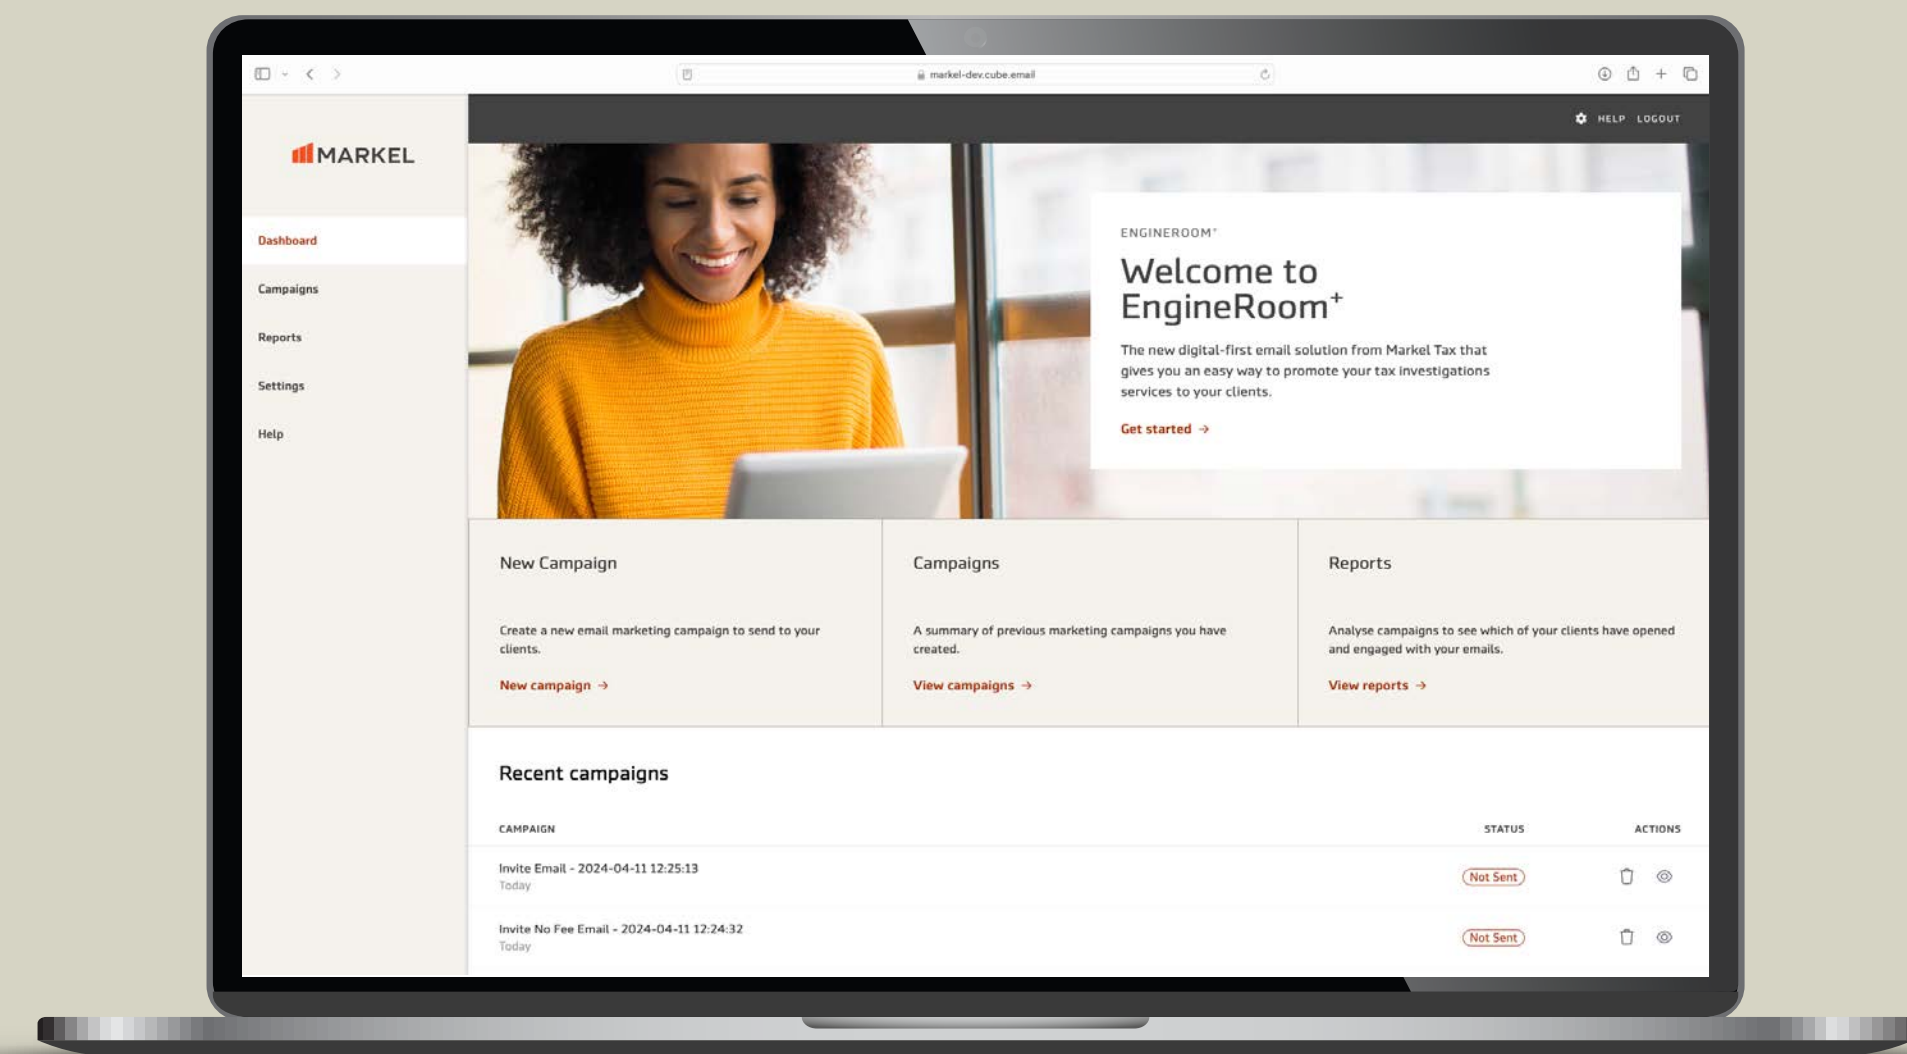 markel-dev.cube.email
HELP LOGOUT
MARKEL
Dashboard
Campaigns
Reports
Settings
Help
ENGINEROOM⁺
Welcome to
EngineRoom⁺
The new digital-first email solution from Markel Tax that
gives you an easy way to promote your tax investigations
services to your clients.
Get started →
New Campaign
Create a new email marketing campaign to send to your
clients.
New campaign →
Campaigns
A summary of previous marketing campaigns you have
created.
View campaigns →
Reports
Analyse campaigns to see which of your clients have opened
and engaged with your emails.
View reports →
Recent campaigns
CAMPAIGN STATUS ACTIONS
Invite Email - 2024-04-11 12:25:13 Not Sent
Today
Invite No Fee Email - 2024-04-11 12:24:32 Not Sent
Today